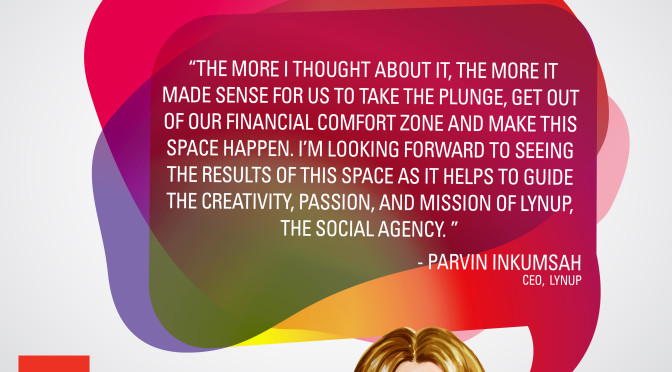 “THE MORE I THOUGHT ABOUT IT, THE MORE IT
MADE SENSE FOR US TO TAKE THE PLUNGE, GET OUT
OF OUR FINANCIAL COMFORT ZONE AND MAKE THIS
SPACE HAPPEN. I’M LOOKING FORWARD TO SEEING
THE RESULTS OF THIS SPACE AS IT HELPS TO GUIDE
THE CREATIVITY, PASSION, AND MISSION OF LYNUP,
THE SOCIAL AGENCY. ”
- PARVIN INKUMSAH
CEO, LYNUP